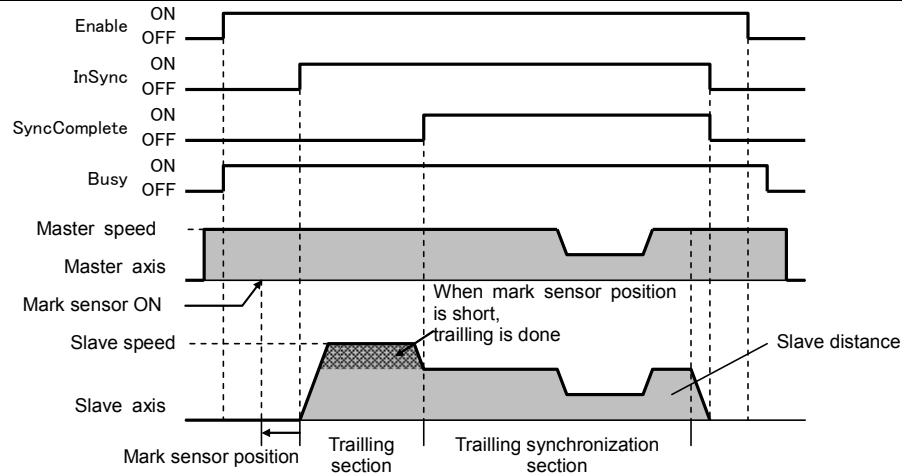 Enable ON
OFF
InSync ON
OFF
SyncComplete ON
OFF
Busy ON
OFF
Master speed
Master axis
Mark sensor ON
When mark sensor position
is short,
trailling is done
Slave speed
Slave distance
Slave axis
Mark sensor position
Trailling
section
Trailling synchronization
section